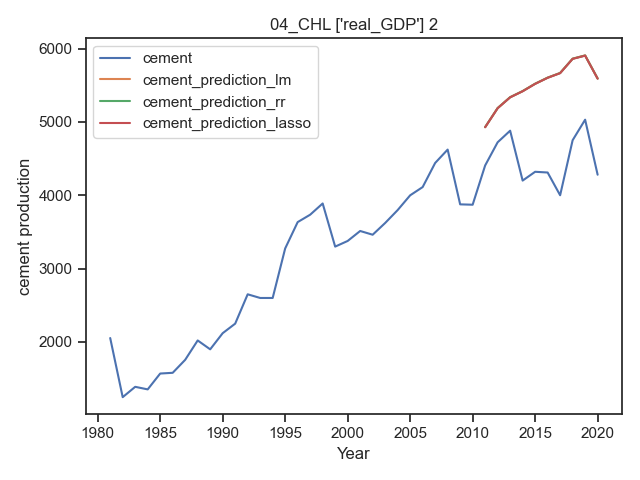 04_CHL ['real_GDP'] 2
cement
cement_prediction_lm
cement_prediction_rr
cement_prediction_lasso
cement production
6000
5000
4000
3000
2000
1980 1985 1990 1995 2000 2005 2010 2015 2020
Year